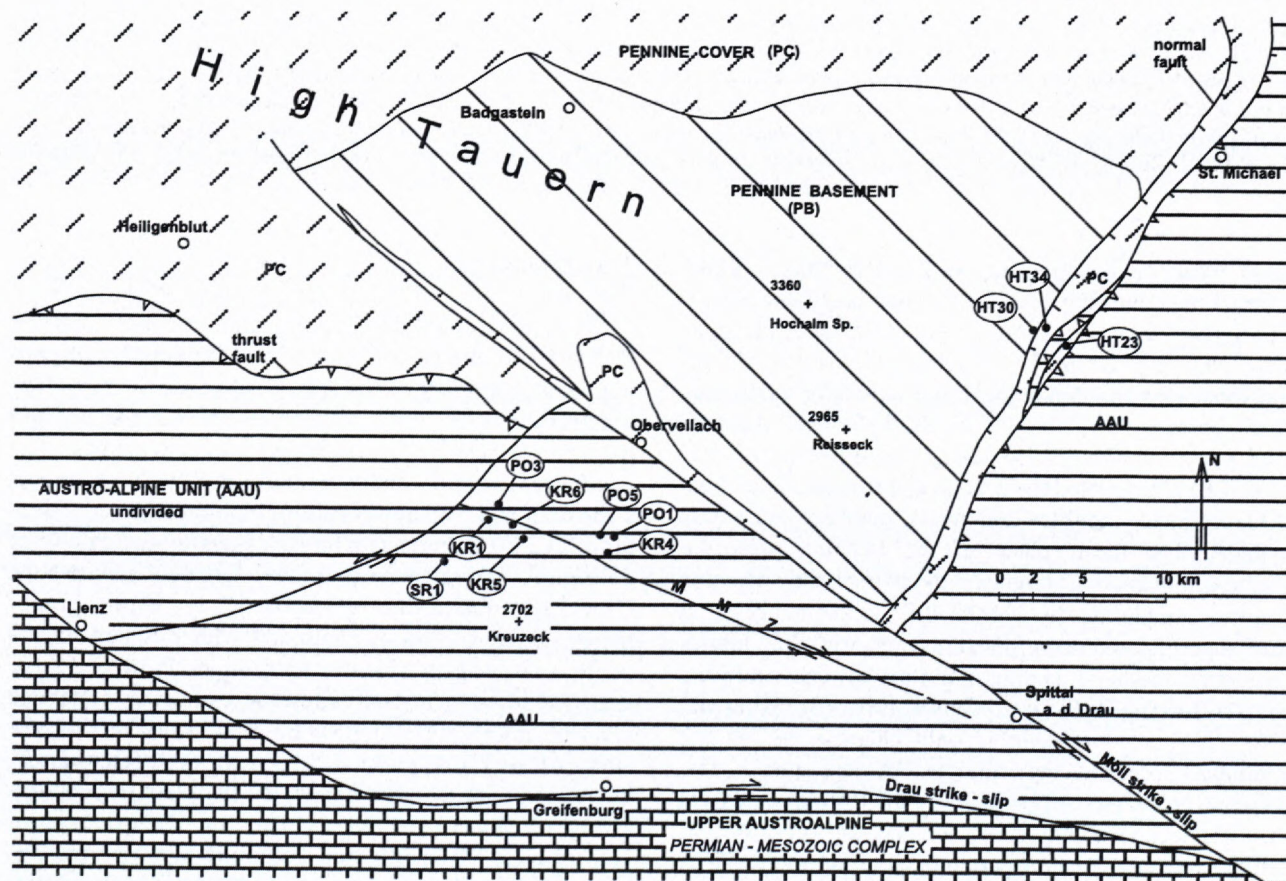 PENNINE COVER (PC)
normal
fault
High Tauern
Badgastein
St. Michael
PENNINE BASEMENT
(PB)
Heiligenblut
PC
HT34
PC
3360
HT30
Hochalm Sp.
HT23
thrust
fault
PC
2965
Reisseck
Obervellach
AAU
N
PO3
AUSTRO-ALPINE UNIT (AAU)
undivided
KR6
PO5
PO1
KR1
KR4
SR1
KR5
0 2 5 10 km
M M Z
Lienz
2702
Kreuzeck
Spittal
a. d. Drau
AAU
Möll strike - slip
Drau strike - slip
Greifenburg
UPPER AUSTROALPINE
PERMIAN - MESOZOIC COMPLEX